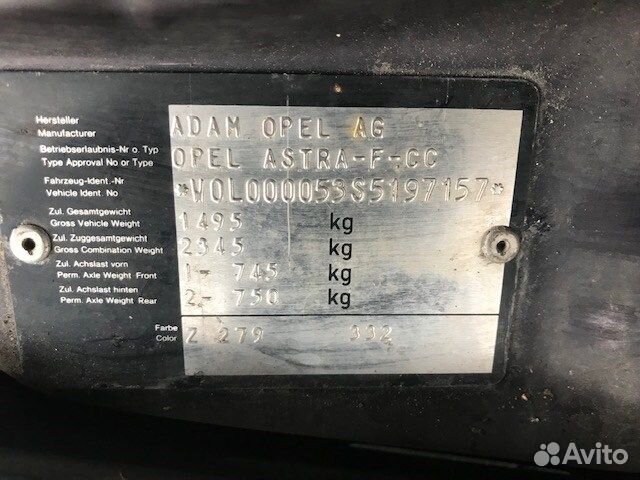 Hersteller
Manufacturer
ADAM OPEL AG
Betriebserlaubnis-Nr o. Typ
Type Approval No or Type
OPEL ASTRA-F-CC
Fahrzeug-Ident.-Nr
Vehicle Ident. No
*W0L000053S5197157*
Zul. Gesamtgewicht
Gross Vehicle Weight
1495 kg
Zul. Zuggesamtgewicht
Gross Combination Weight
2345 kg
Zul. Achslast vorn
Perm. Axle Weight Front
1- 745 kg
Zul. Achslast hinten
Perm. Axle Weight Rear
2- 750 kg
Farbe
Color
Z 279 332
Avito